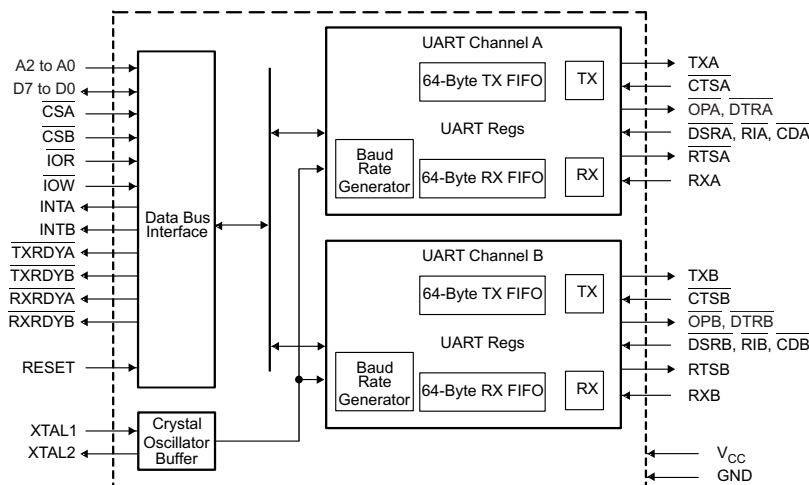 A2 to A0
D7 to D0
CSA
CSB
IOR
IOW
INTA
INTB
TXRDYA
TXRDYB
RXRDYA
RXRDYB
RESET
XTAL1
XTAL2
Data Bus
Interface
Crystal
Oscillator
Buffer
UART Channel A
64-Byte TX FIFO
TX
UART Regs
Baud
Rate
Generator
64-Byte RX FIFO
RX
UART Channel B
64-Byte TX FIFO
TX
UART Regs
Baud
Rate
Generator
64-Byte RX FIFO
RX
TXA
CTSA
OPA, DTRA
DSRA, RIA, CDA
RTSA
RXA
TXB
CTSB
OPB, DTRB
DSRB, RIB, CDB
RTSB
RXB
VCC
GND